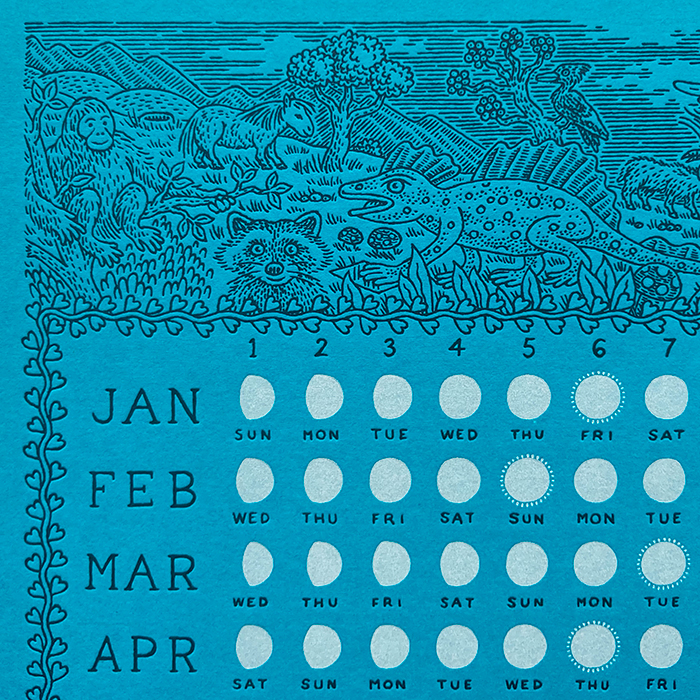 1 2 3 4 5 6 7
JAN
SUN MON TUE WED THU FRI SAT
FEB
WED THU FRI SAT SUN MON TUE
MAR
WED THU FRI SAT SUN MON TUE
APR
SAT SUN MON TUE WED THU FRI